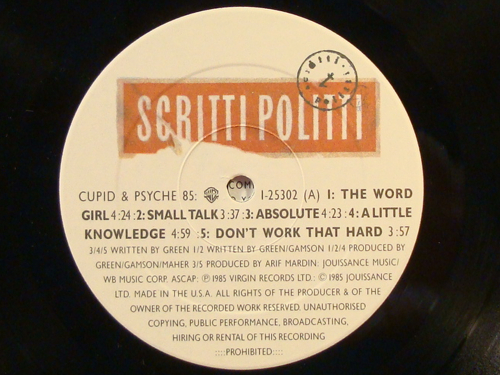 SCRITTI POLITTI
CUPID & PSYCHE 85: COM 1-25302 (A) 1: THE WORD
GIRL 4:24 :2: SMALL TALK 3:37 :3: ABSOLUTE 4:23 :4: A LITTLE
KNOWLEDGE 4:59 :5: DON'T WORK THAT HARD 3:57
3/4/5 WRITTEN BY GREEN 1/2 WRITTEN BY GREEN/GAMSON 1/2/4 PRODUCED BY
GREEN/GAMSON/MAHER 3/5 PRODUCED BY ARIF MARDIN. JOUISSANCE MUSIC/
WB MUSIC CORP. ASCAP: ℗ 1985 VIRGIN RECORDS LTD.: © 1985 JOUISSANCE
LTD. MADE IN THE U.S.A. ALL RIGHTS OF THE PRODUCER & OF THE
OWNER OF THE RECORDED WORK RESERVED. UNAUTHORISED
COPYING, PUBLIC PERFORMANCE, BROADCASTING,
HIRING OR RENTAL OF THIS RECORDING
::::PROHIBITED::::